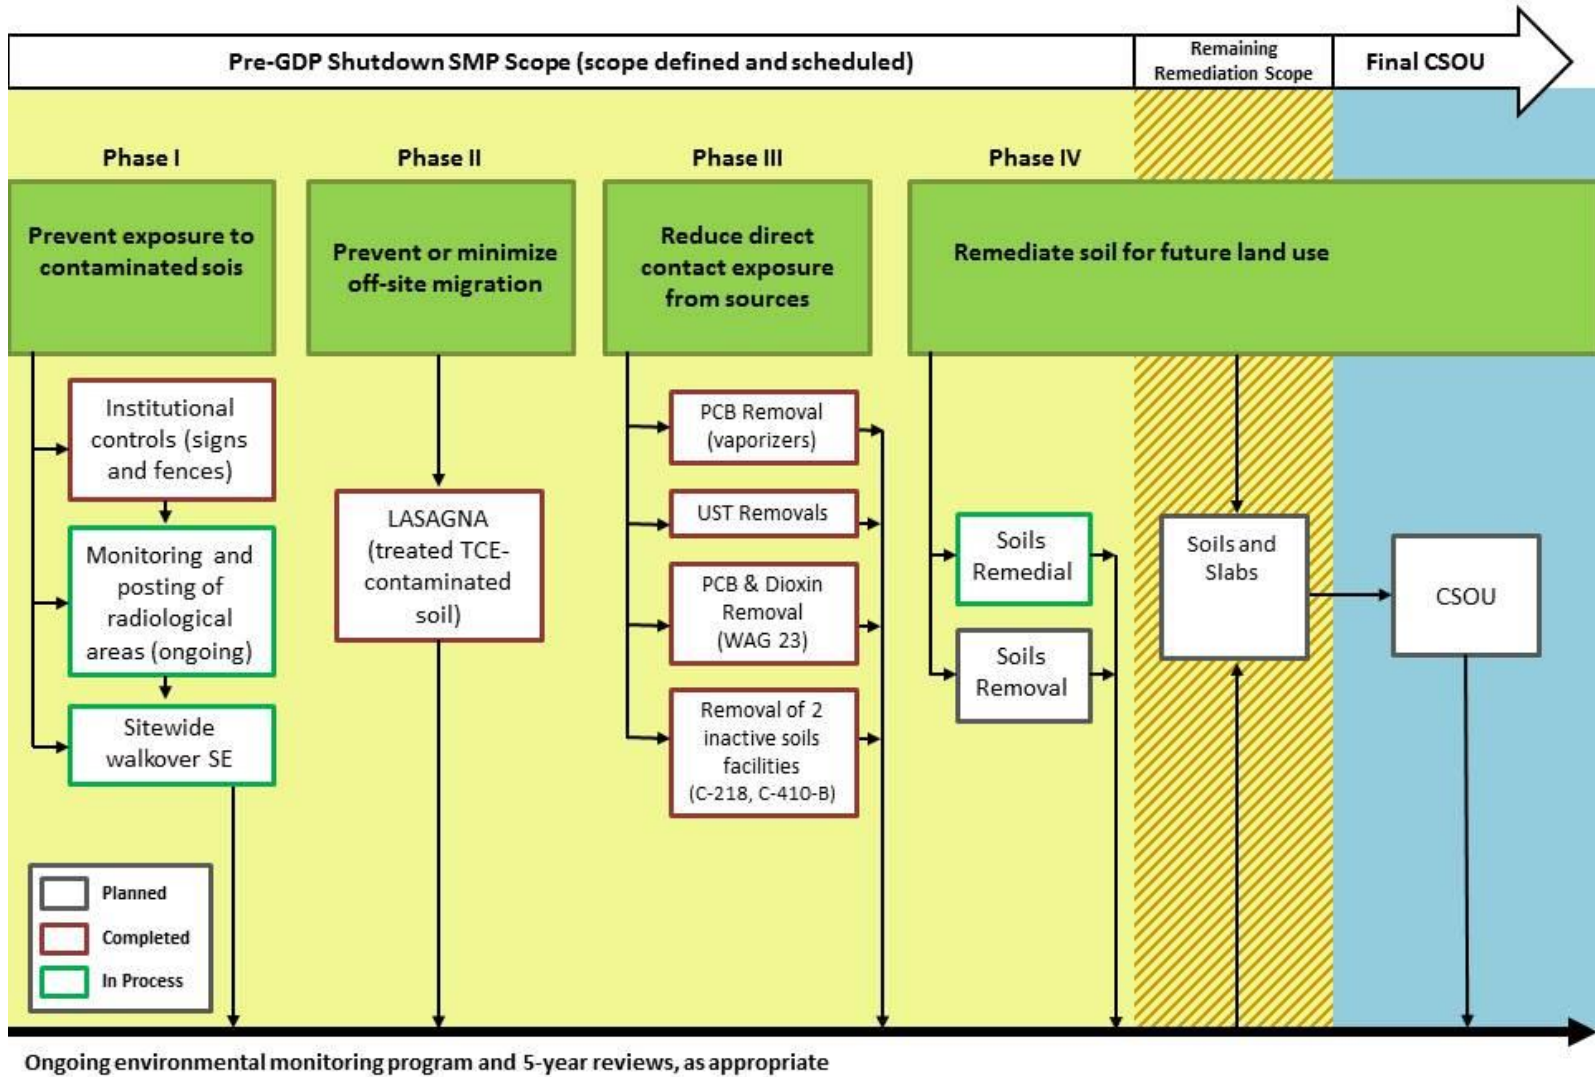 Pre-GDP Shutdown SMP Scope (scope defined and scheduled)
Remaining
Remediation Scope
Final CSOU
Phase I
Phase II
Phase III
Phase IV
Prevent exposure to
contaminated sois
Prevent or minimize
off-site migration
Reduce direct
contact exposure
from sources
Remediate soil for future land use
Institutional
controls (signs
and fences)
Monitoring and
posting of
radiological
areas (ongoing)
Sitewide
walkover SE
LASAGNA
(treated TCE-
contaminated
soil)
PCB Removal
(vaporizers)
UST Removals
PCB & Dioxin
Removal
(WAG 23)
Removal of 2
inactive soils
facilities
(C-218, C-410-B)
Soils
Remedial
Soils
Removal
Soils and
Slabs
CSOU
Planned
Completed
In Process
Ongoing environmental monitoring program and 5-year reviews, as appropriate